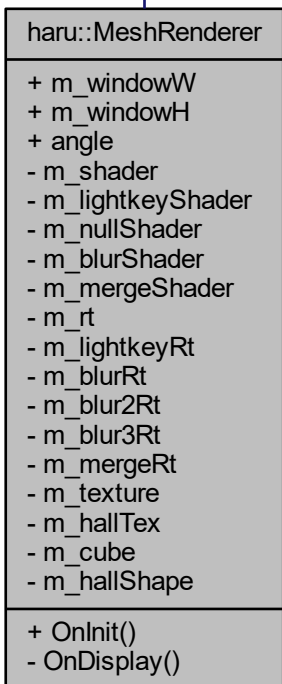 haru::MeshRenderer
+ m_windowW
+ m_windowH
+ angle
- m_shader
- m_lightkeyShader
- m_nullShader
- m_blurShader
- m_mergeShader
- m_rt
- m_lightkeyRt
- m_blurRt
- m_blur2Rt
- m_blur3Rt
- m_mergeRt
- m_texture
- m_hallTex
- m_cube
- m_hallShape
+ OnInit()
- OnDisplay()